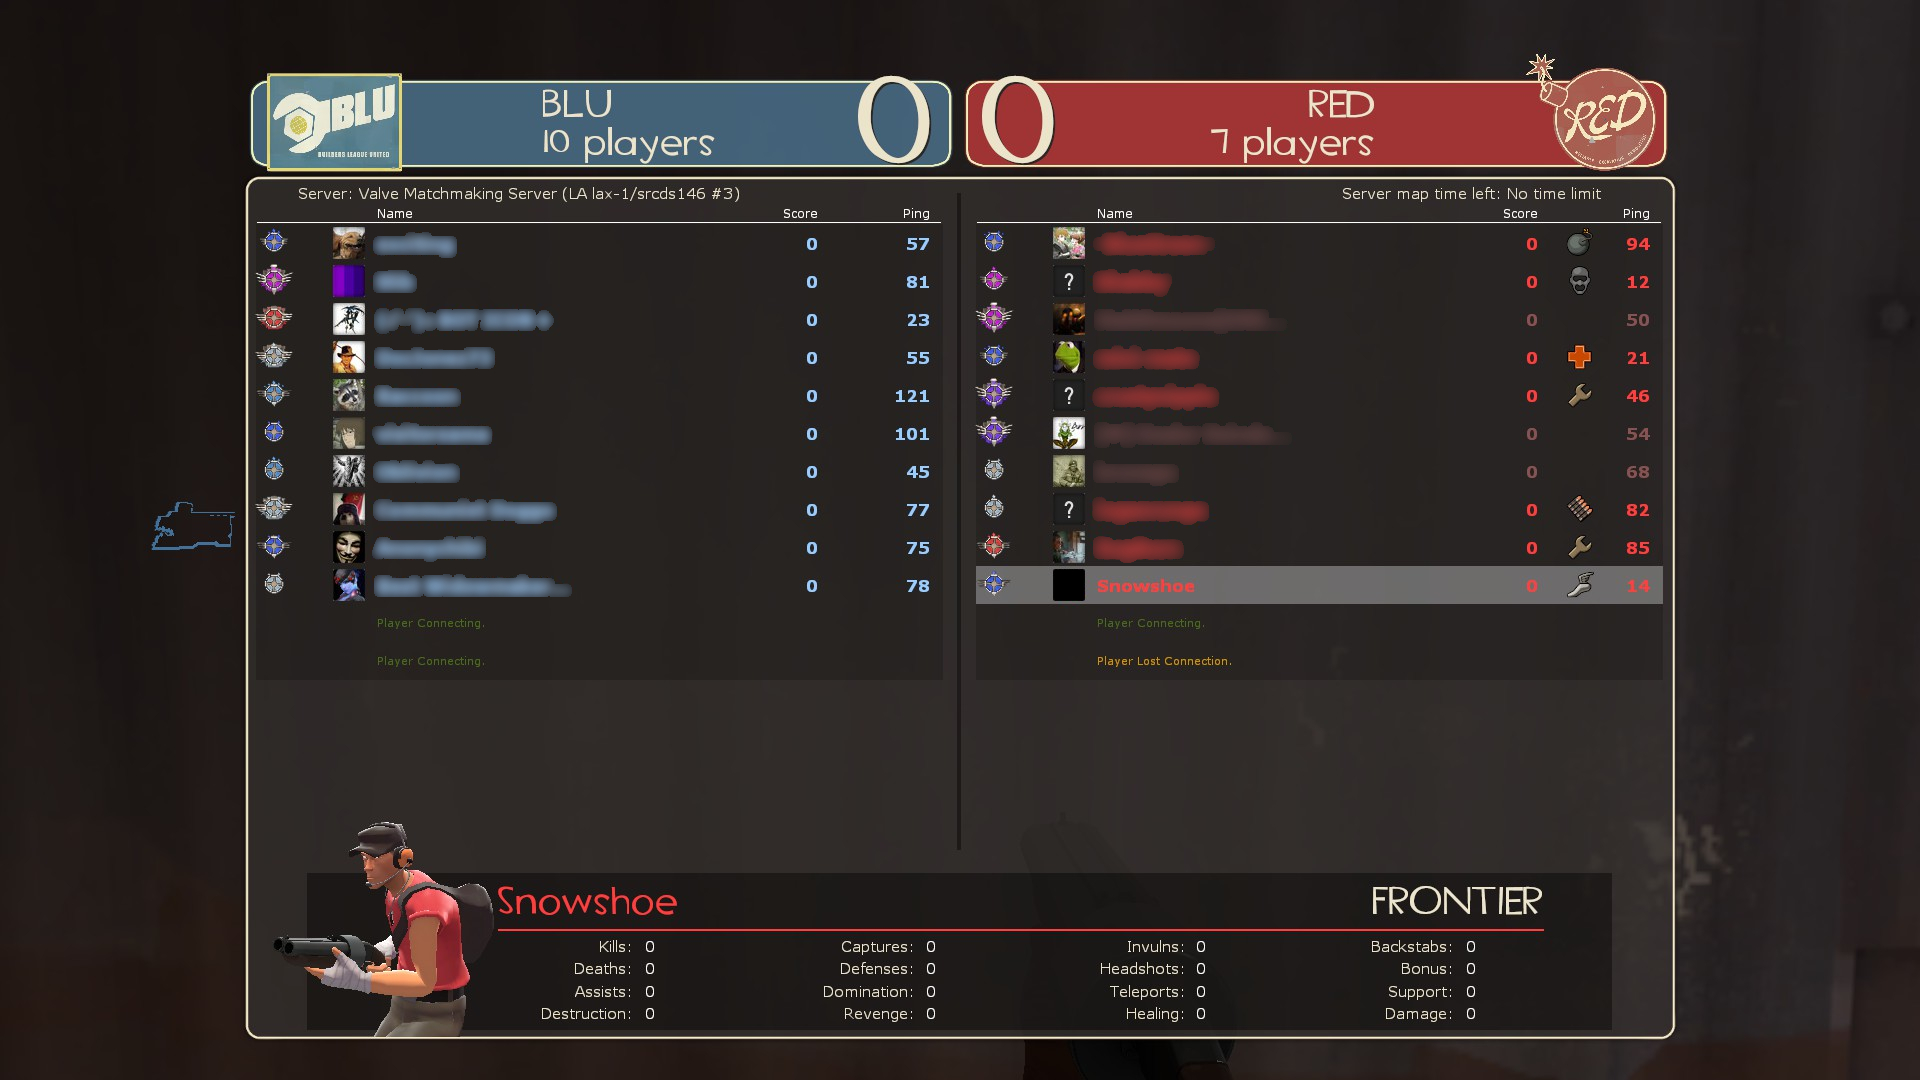 BLU
BUILDERS LEAGUE UNITED
BLU
10 players
0
0
RED
7 players
RED
Server: Valve Matchmaking Server (LA lax-1/srcds146 #3)
Server map time left: No time limit
Name Score Ping
Name Score Ping
0 57
0 81
0 23
0 55
0 121
0 101
0 45
0 77
0 75
0 78
Player Connecting.
Player Connecting.
0 94
? 0 12
0 50
0 21
? 0 46
0 54
0 68
? 0 82
0 85
Snowshoe 0 14
Player Connecting.
Player Lost Connection.
Snowshoe
FRONTIER
Kills: 0 Captures: 0 Invulns: 0 Backstabs: 0
Deaths: 0 Defenses: 0 Headshots: 0 Bonus: 0
Assists: 0 Domination: 0 Teleports: 0 Support: 0
Destruction: 0 Revenge: 0 Healing: 0 Damage: 0